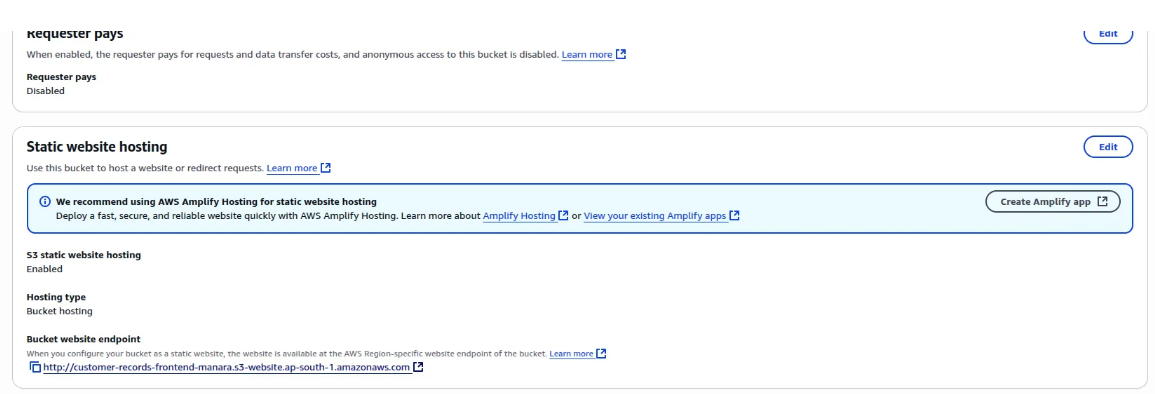 Requester pays
Edit
When enabled, the requester pays for requests and data transfer costs, and anonymous access to this bucket is disabled. Learn more
Requester pays
Disabled
Static website hosting
Edit
Use this bucket to host a website or redirect requests. Learn more
We recommend using AWS Amplify Hosting for static website hosting
Deploy a fast, secure, and reliable website quickly with AWS Amplify Hosting. Learn more about Amplify Hosting or View your existing Amplify apps
Create Amplify app
S3 static website hosting
Enabled
Hosting type
Bucket hosting
Bucket website endpoint
When you configure your bucket as a static website, the website is available at the AWS Region-specific website endpoint of the bucket. Learn more
http://customer-records-frontend-manara.s3-website.ap-south-1.amazonaws.com